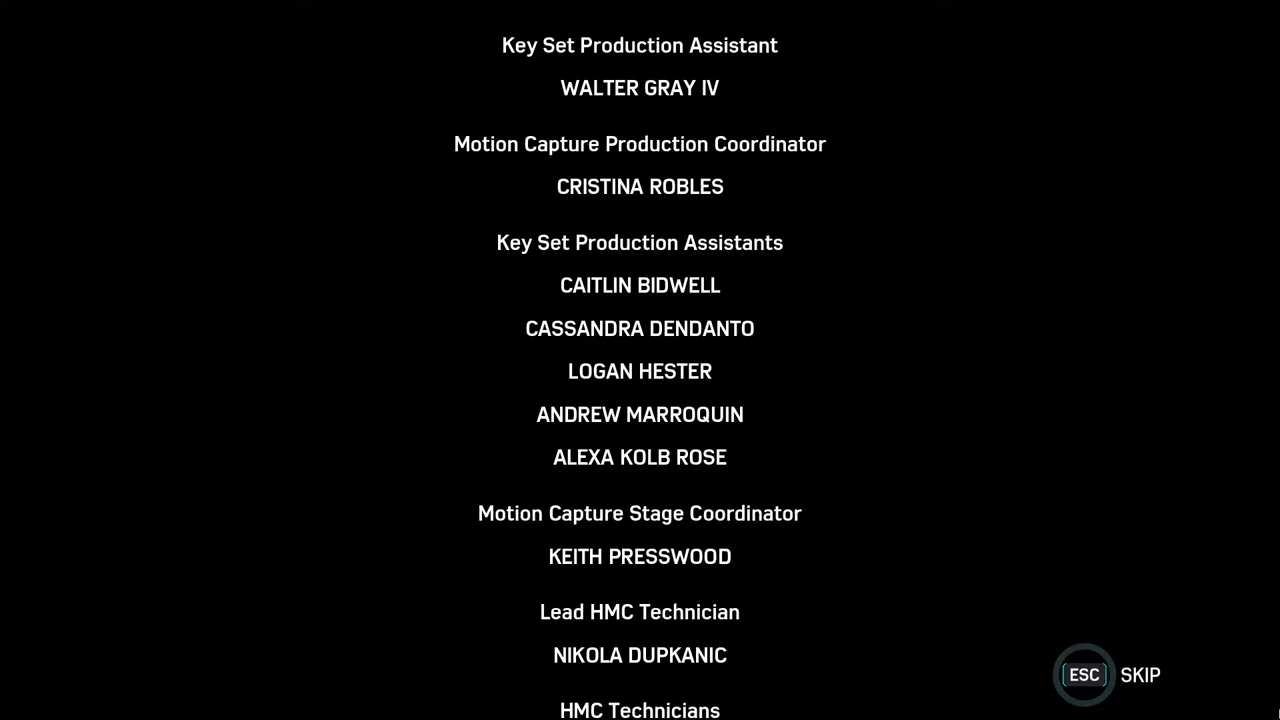 Key Set Production Assistant
WALTER GRAY IV
Motion Capture Production Coordinator
CRISTINA ROBLES
Key Set Production Assistants
CAITLIN BIDWELL
CASSANDRA DENDANTO
LOGAN HESTER
ANDREW MARROQUIN
ALEXA KOLB ROSE
Motion Capture Stage Coordinator
KEITH PRESSWOOD
Lead HMC Technician
NIKOLA DUPKANIC
ESC SKIP
HMC Technicians